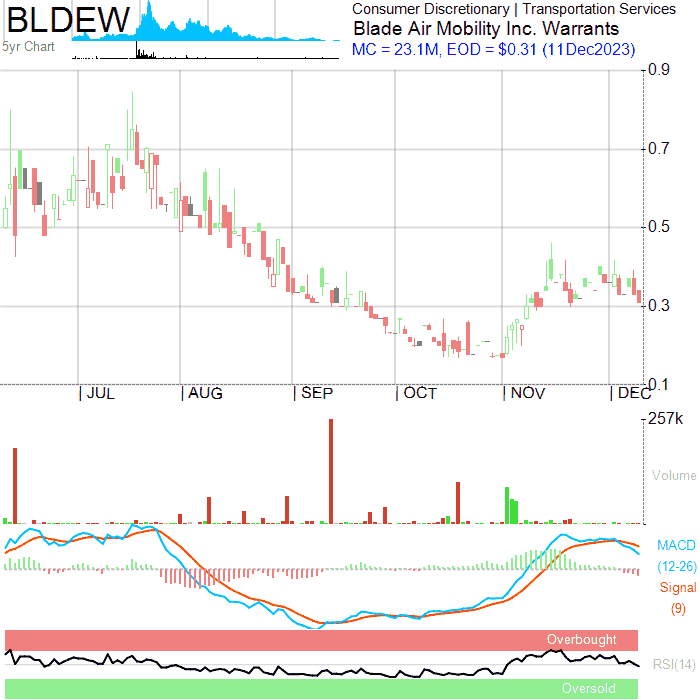 BLDEW
5yr Chart
Consumer Discretionary | Transportation Services
Blade Air Mobility Inc. Warrants
MC = 23.1M, EOD = $0.31 (11Dec2023)
0.9
0.7
0.5
0.3
0.1
| JUL | AUG | SEP | OCT | NOV | DEC
257k
Volume
MACD
(12-26)
Signal
(9)
Overbought
RSI(14)
Oversold